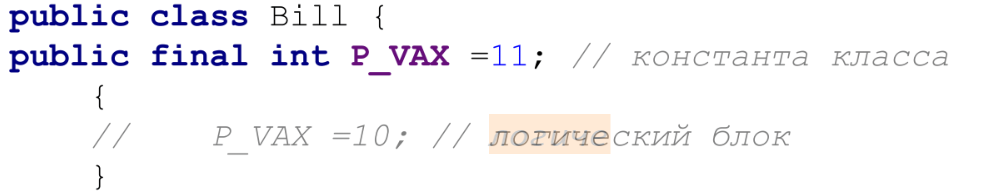 public class Bill {
public final int P_VAX =11; // константа класса
{
// P_VAX =10; // логический блок
}